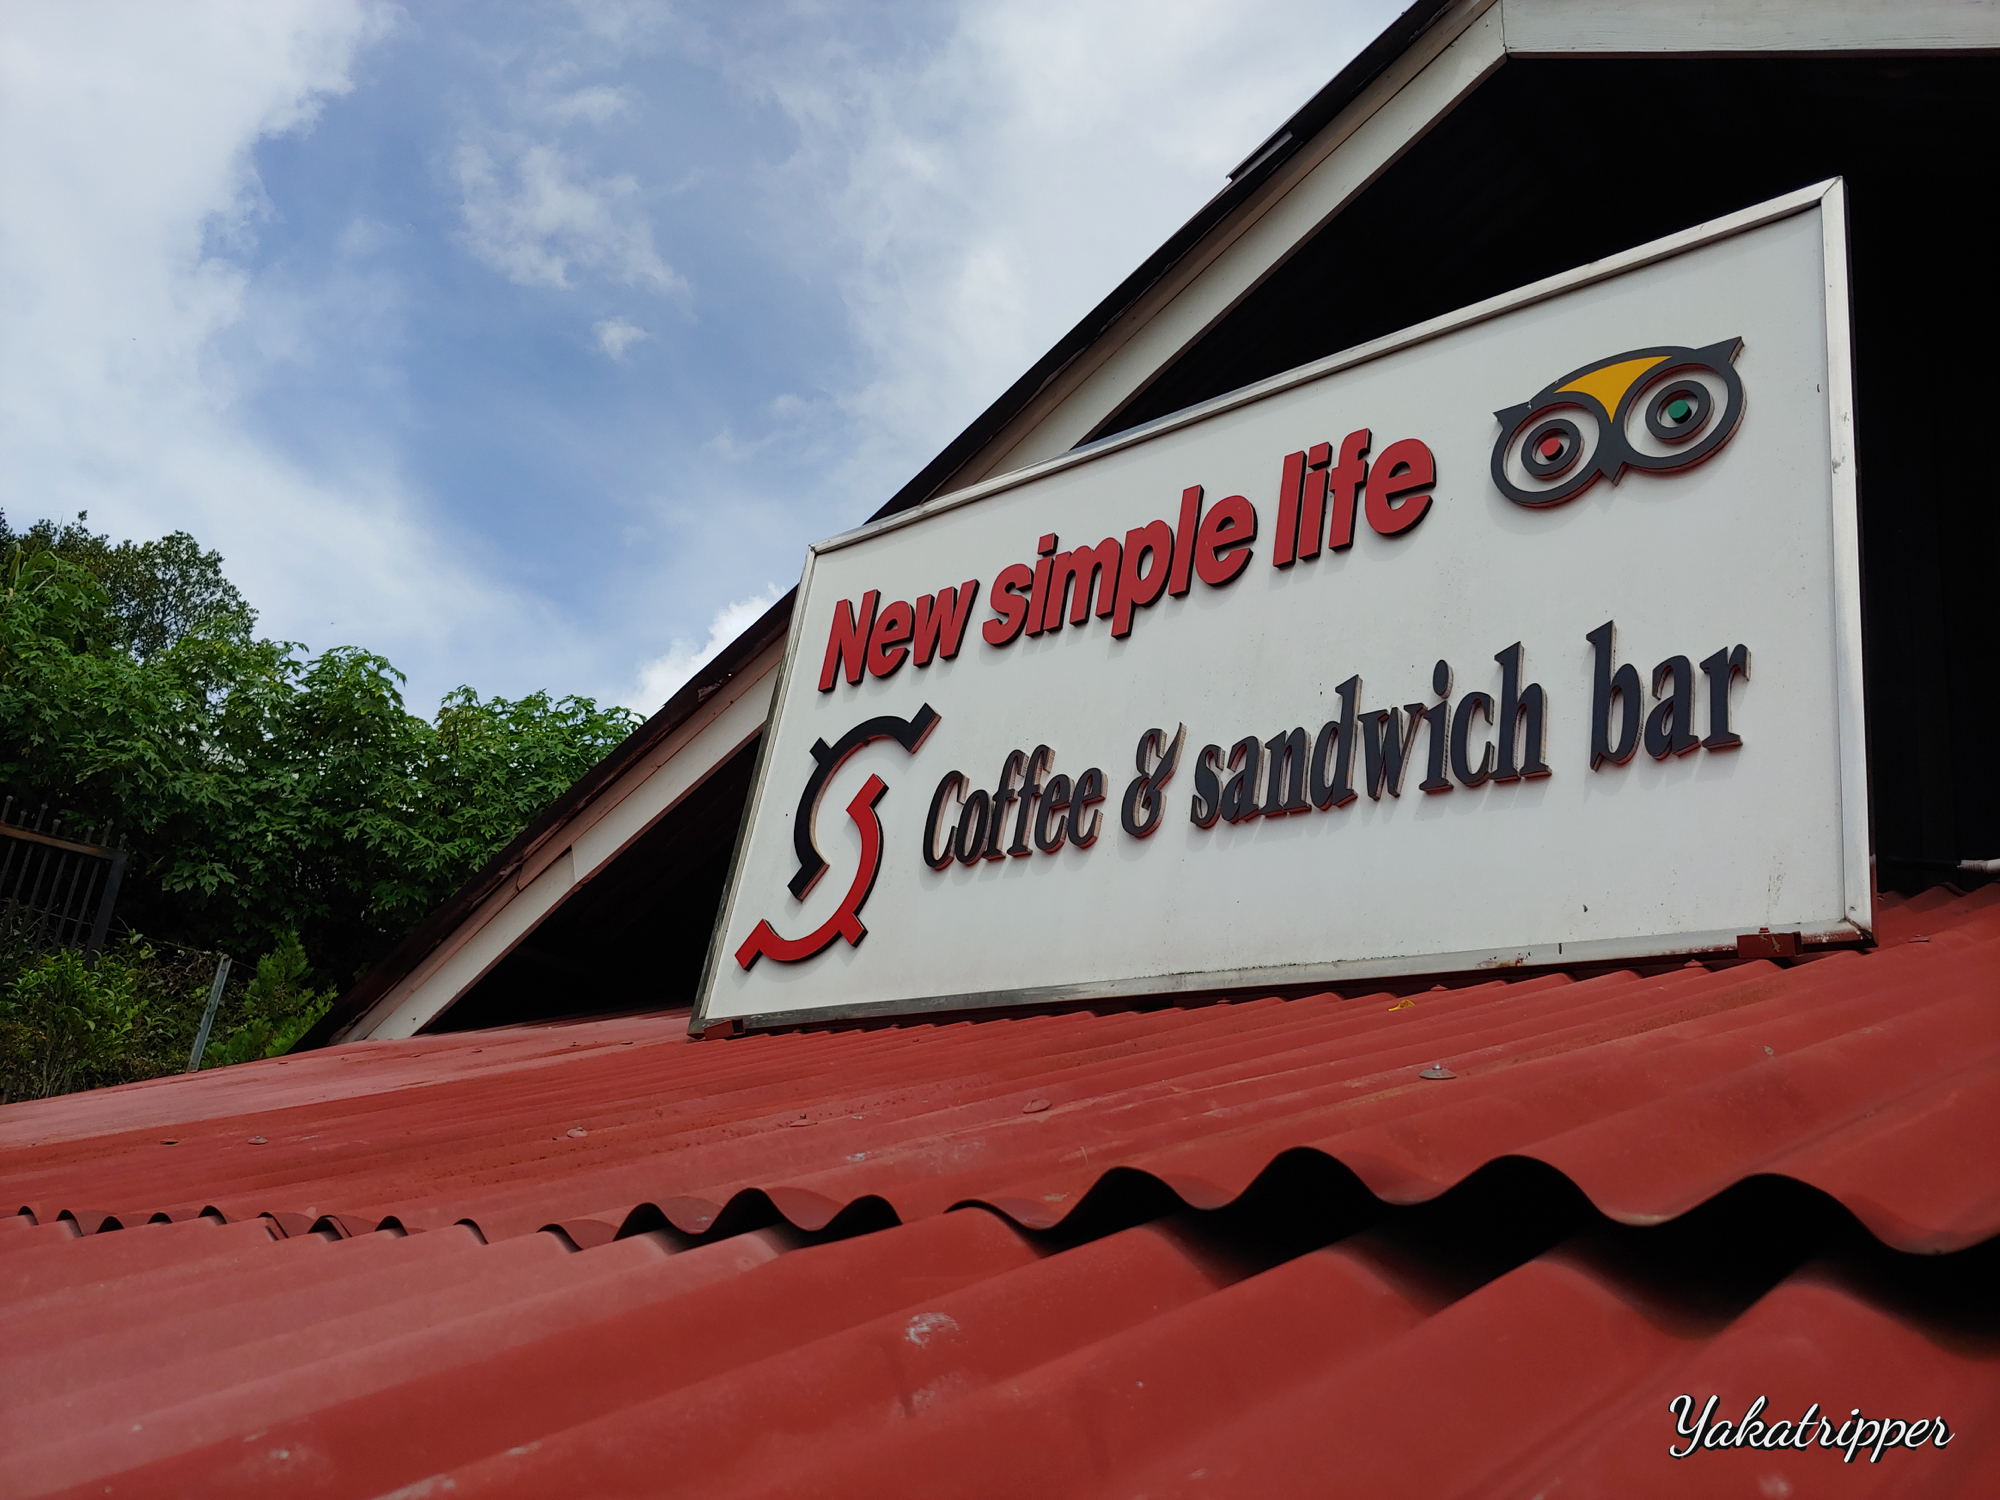 New simple life
Coffee & sandwich bar
Yakatripper